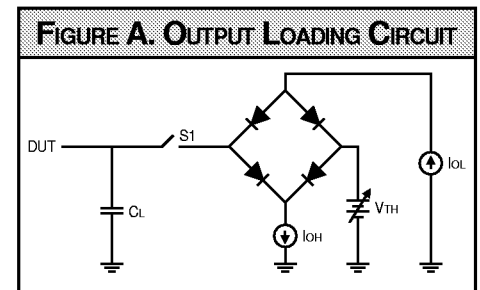 FIGURE A. OUTPUT LOADING CIRCUIT
DUT
S1
IOL
CL
VTH
IOH